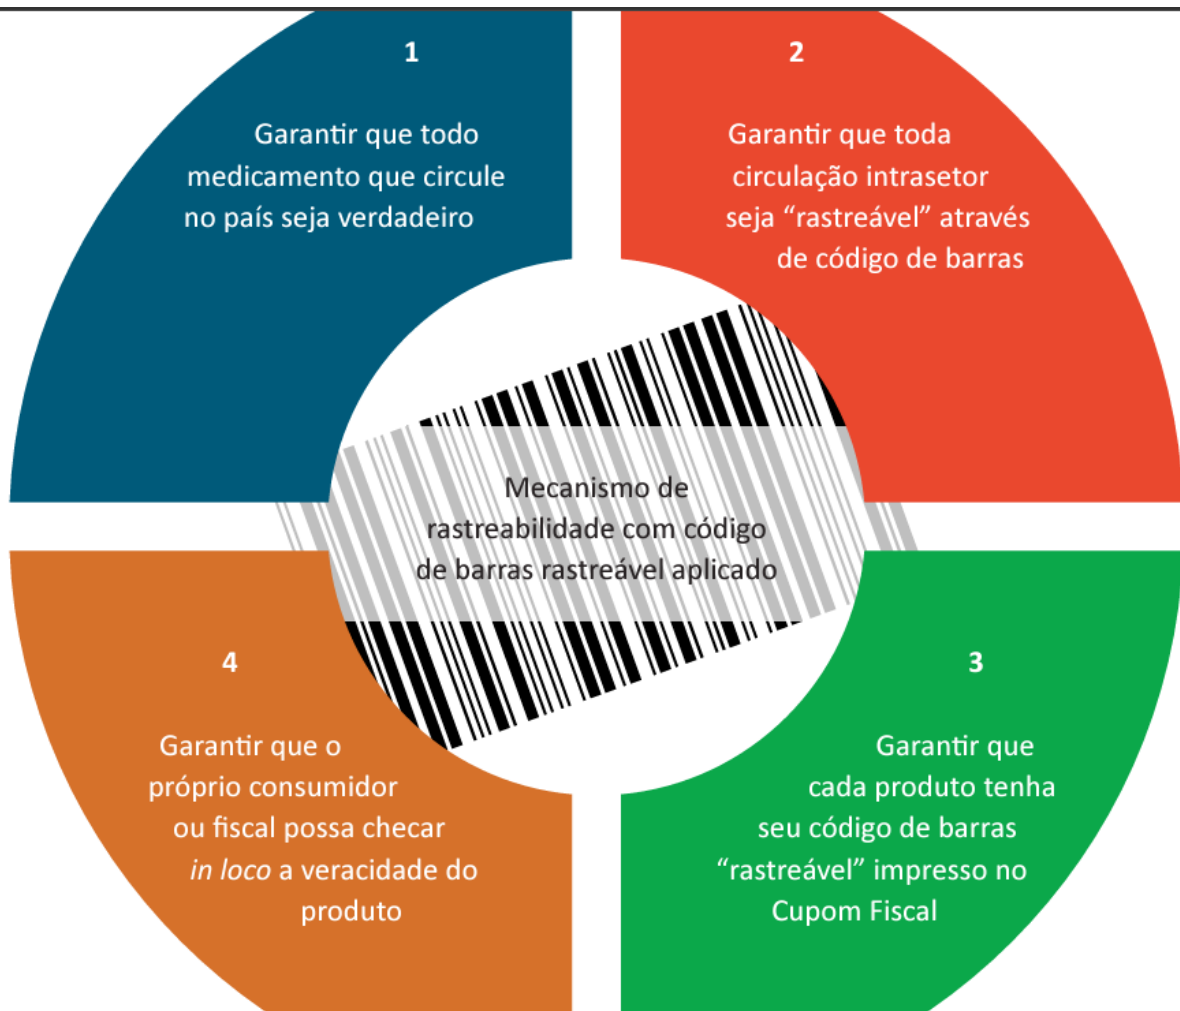 1
Garantir que todo
medicamento que circule
no país seja verdadeiro
2
Garantir que toda
circulação intrasetor
seja “rastreável” através
de código de barras
Mecanismo de
rastreabilidade com código
de barras rastreável aplicado
4
Garantir que o
próprio consumidor
ou fiscal possa checar
in loco a veracidade do
produto
3
Garantir que
cada produto tenha
seu código de barras
“rastreável” impresso no
Cupom Fiscal